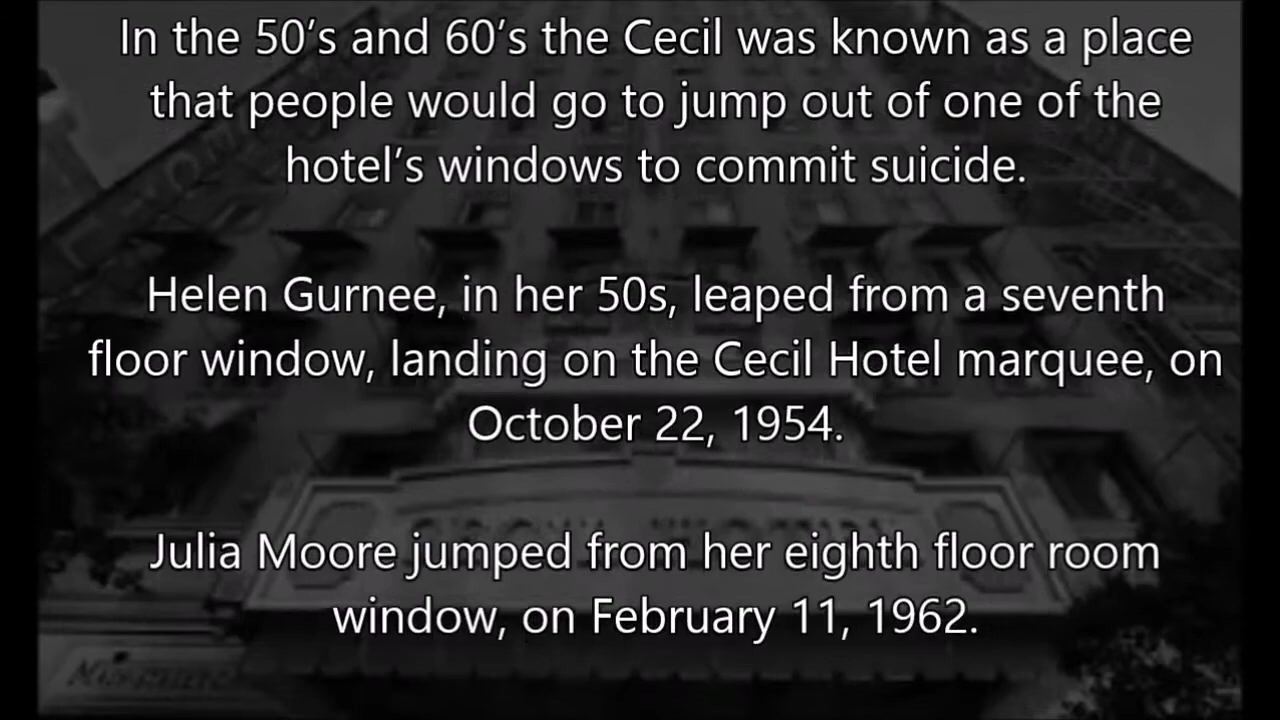 In the 50's and 60's the Cecil was known as a place
that people would go to jump out of one of the
hotel's windows to commit suicide.
Helen Gurnee, in her 50s, leaped from a seventh
floor window, landing on the Cecil Hotel marquee, on
October 22, 1954.
Julia Moore jumped from her eighth floor room
window, on February 11, 1962.